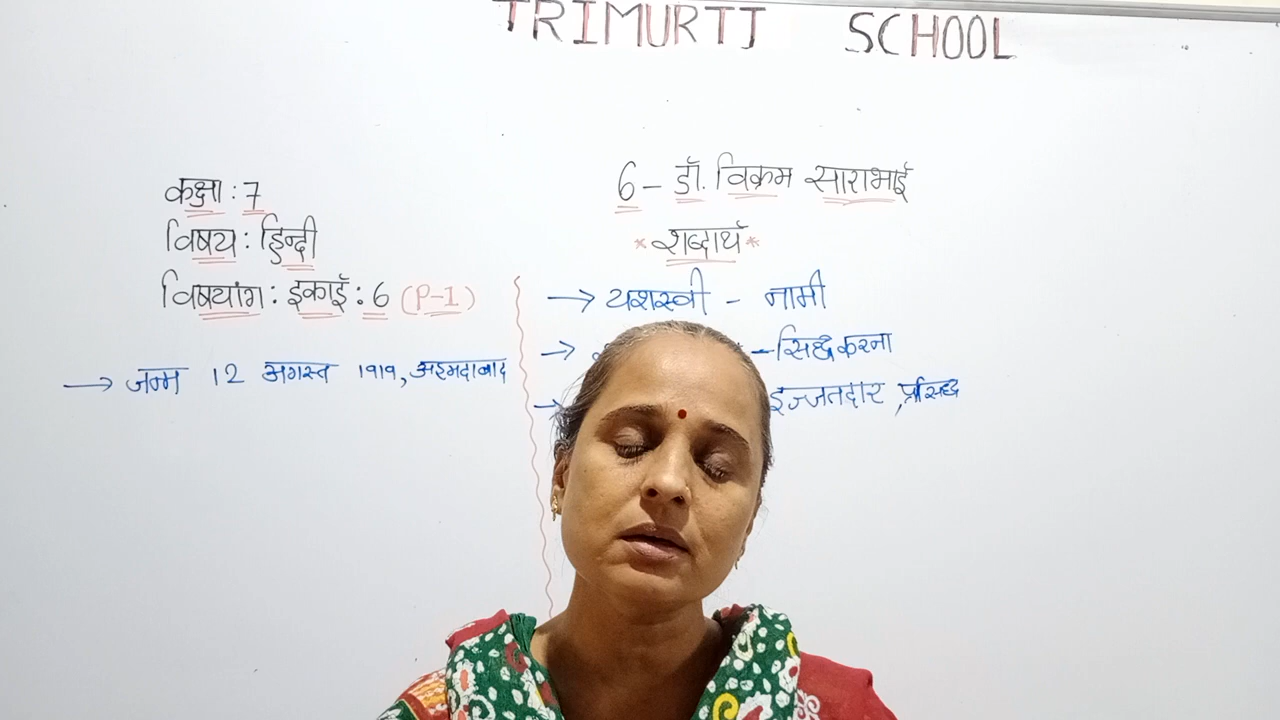 TRIMURTI SCHOOL
कक्षा : 7
विषय : हिन्दी
विषयांग : इकाई : 6 (P-1)
→ जन्म 12 अगस्त १९१९, अहमदाबाद
6 - डॉ. विक्रम साराभाई
* शब्दार्थ *
→ यशस्वी - नामी
→ - सिद्ध करना
→ इज्जतदार, प्रसिद्ध